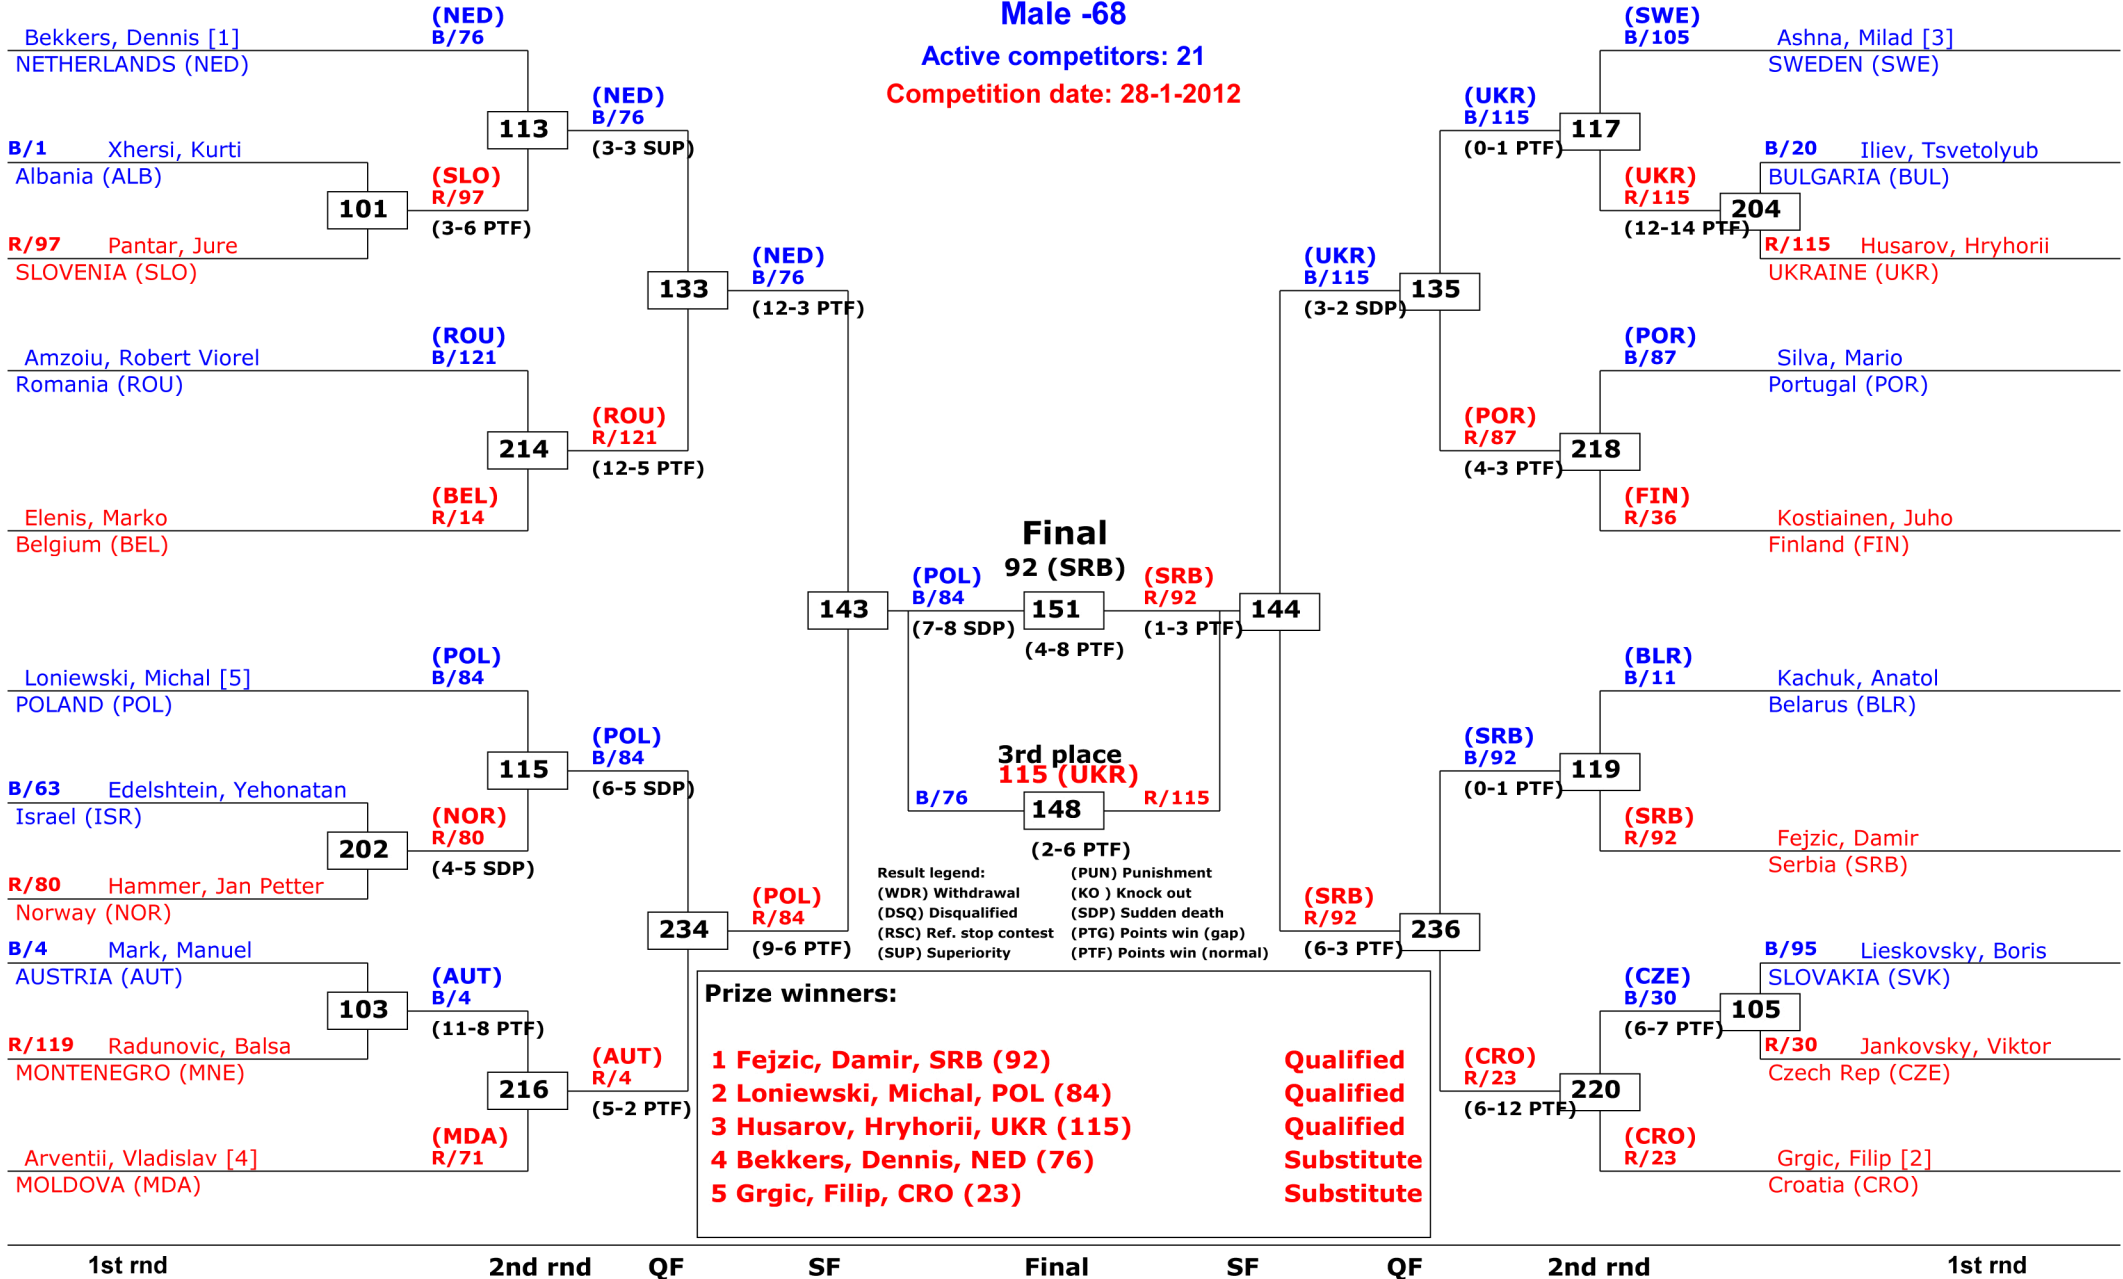 Male -68
Active competitors: 21
Competition date: 28-1-2012
(NED)
B/76
Bekkers, Dennis [1]
NETHERLANDS (NED)
B/1 Xhersi, Kurti
Albania (ALB)
101
R/97 Pantar, Jure
SLOVENIA (SLO)
(SLO)
R/97
(3-6 PTF)
113
(NED)
B/76
(3-3 SUP)
(ROU)
B/121
Amzoiu, Robert Viorel
Romania (ROU)
214
(BEL)
R/14
Elenis, Marko
Belgium (BEL)
(ROU)
R/121
(12-5 PTF)
133
(NED)
B/76
(12-3 PTF)
(POL)
B/84
Loniewski, Michal [5]
POLAND (POL)
B/63 Edelshtein, Yehonatan
Israel (ISR)
202
R/80 Hammer, Jan Petter
Norway (NOR)
(NOR)
R/80
(4-5 SDP)
115
(POL)
B/84
(6-5 SDP)
B/4 Mark, Manuel
AUSTRIA (AUT)
103
R/119 Radunovic, Balsa
MONTENEGRO (MNE)
(AUT)
B/4
(11-8 PTF)
216
(MDA)
R/71
Arventii, Vladislav [4]
MOLDOVA (MDA)
(AUT)
R/4
(5-2 PTF)
234
(POL)
R/84
(9-6 PTF)
143
(POL)
B/84
(7-8 SDP)
Final
92 (SRB)
151
(4-8 PTF)
(SRB)
R/92
(1-3 PTF)
144
3rd place
115 (UKR)
B/76
148
R/115
(2-6 PTF)
(SWE)
B/105
Ashna, Milad [3]
SWEDEN (SWE)
117
(UKR)
B/115
(0-1 PTF)
B/20 Iliev, Tsvetolyub
BULGARIA (BUL)
204
R/115 Husarov, Hryhorii
UKRAINE (UKR)
(UKR)
R/115
(12-14 PTF)
(UKR)
B/115
(3-2 SDP)
135
(POR)
B/87
Silva, Mario
Portugal (POR)
218
(POR)
R/87
(4-3 PTF)
(FIN)
R/36
Kostiainen, Juho
Finland (FIN)
(BLR)
B/11
Kachuk, Anatol
Belarus (BLR)
119
(SRB)
B/92
(0-1 PTF)
(SRB)
R/92
Fejzic, Damir
Serbia (SRB)
(SRB)
R/92
(6-3 PTF)
236
B/95 Lieskovsky, Boris
SLOVAKIA (SVK)
105
R/30 Jankovsky, Viktor
Czech Rep (CZE)
(CZE)
B/30
(6-7 PTF)
220
(CRO)
R/23
(6-12 PTF)
(CRO)
R/23
Grgic, Filip [2]
Croatia (CRO)
Result legend: (PUN) Punishment
(WDR) Withdrawal (KO ) Knock out
(DSQ) Disqualified (SDP) Sudden death
(RSC) Ref. stop contest (PTG) Points win (gap)
(SUP) Superiority (PTF) Points win (normal)
Prize winners:
1 Fejzic, Damir, SRB (92) Qualified
2 Loniewski, Michal, POL (84) Qualified
3 Husarov, Hryhorii, UKR (115) Qualified
4 Bekkers, Dennis, NED (76) Substitute
5 Grgic, Filip, CRO (23) Substitute
1st rnd 2nd rnd QF SF Final SF QF 2nd rnd 1st rnd